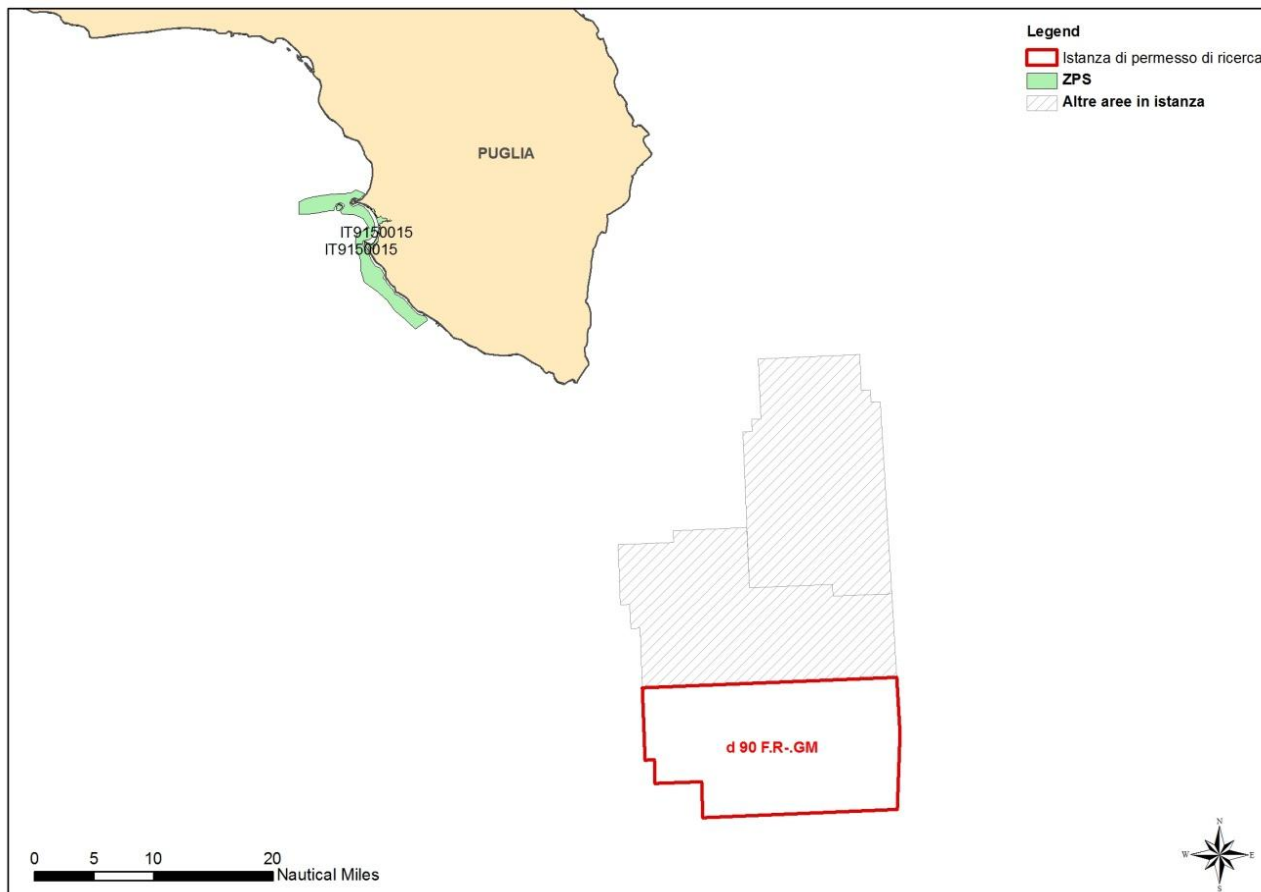 Legend
Istanza di permesso di ricerca
ZPS
Altre aree in istanza
PUGLIA
IT9150015
IT9150015
d 90 F.R-.GM
0 5 10 20
Nautical Miles
N
W E
S